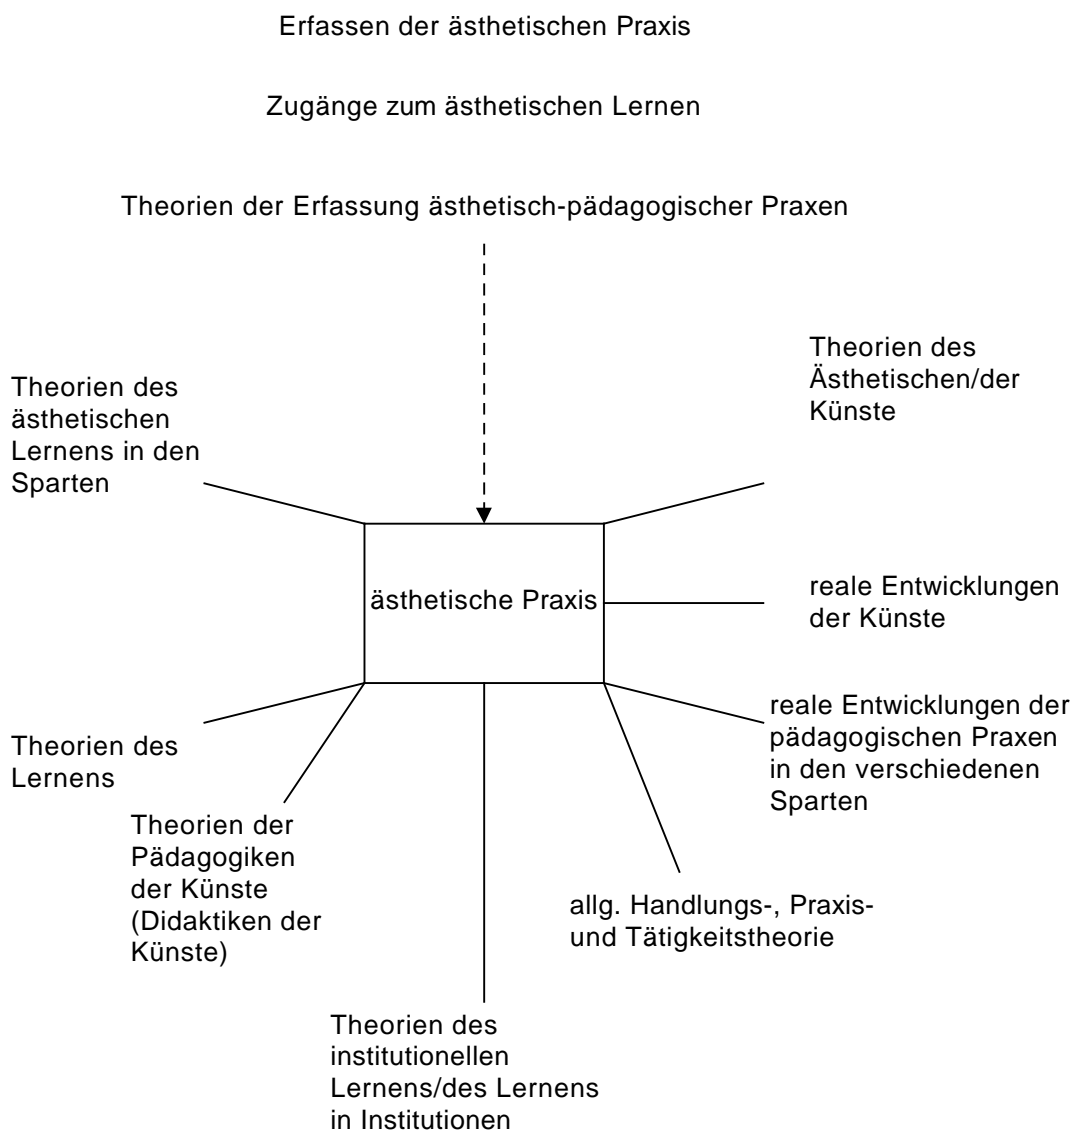 Erfassen der ästhetischen Praxis
Zugänge zum ästhetischen Lernen
Theorien der Erfassung ästhetisch-pädagogischer Praxen
Theorien des
Ästhetischen/der
Künste
Theorien des
ästhetischen
Lernens in den
Sparten
ästhetische Praxis
reale Entwicklungen
der Künste
reale Entwicklungen der
pädagogischen Praxen
in den verschiedenen
Sparten
Theorien des
Lernens
Theorien der
Pädagogiken
der Künste
(Didaktiken der
Künste)
allg. Handlungs-, Praxis-
und Tätigkeitstheorie
Theorien des
institutionellen
Lernens/des Lernens
in Institutionen